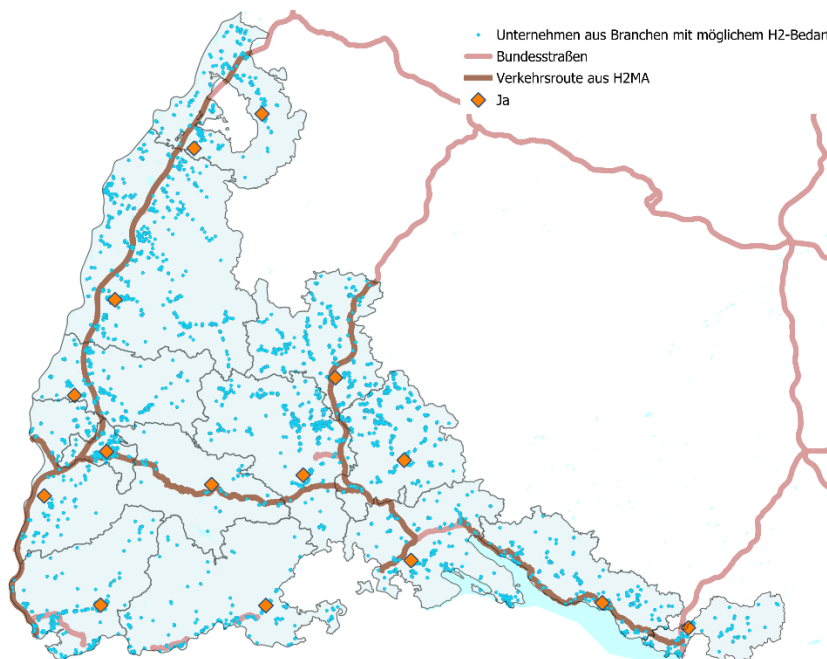 Unternehmen aus Branchen mit möglichem H2-Bedar
Bundesstraßen
Verkehrsroute aus H2MA
Ja